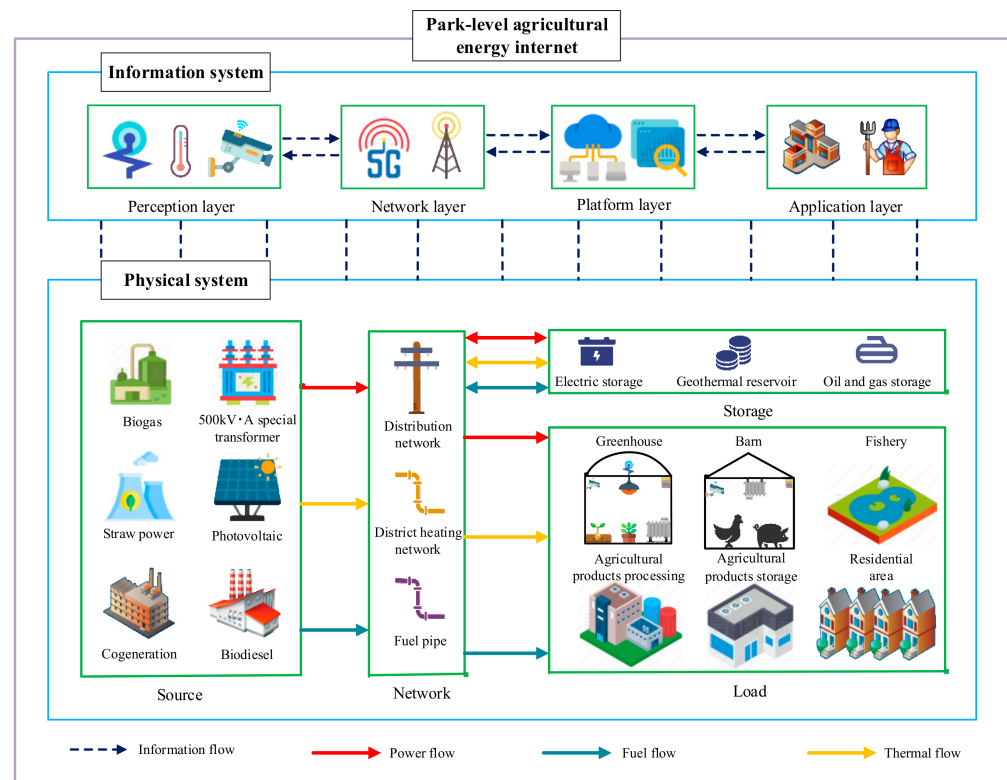 Park-level agricultural
energy internet
Information system
5G
Perception layer
Network layer
Platform layer
Application layer
Physical system
Biogas
500kV·A special
transformer
Straw power
Photovoltaic
Cogeneration
Biodiesel
Source
Distribution
network
District heating
network
Fuel pipe
Network
Electric storage
Geothermal reservoir
Oil and gas storage
Storage
Greenhouse
Barn
Fishery
Agricultural
products processing
Agricultural
products storage
Residential
area
Load
Information flow
Power flow
Fuel flow
Thermal flow